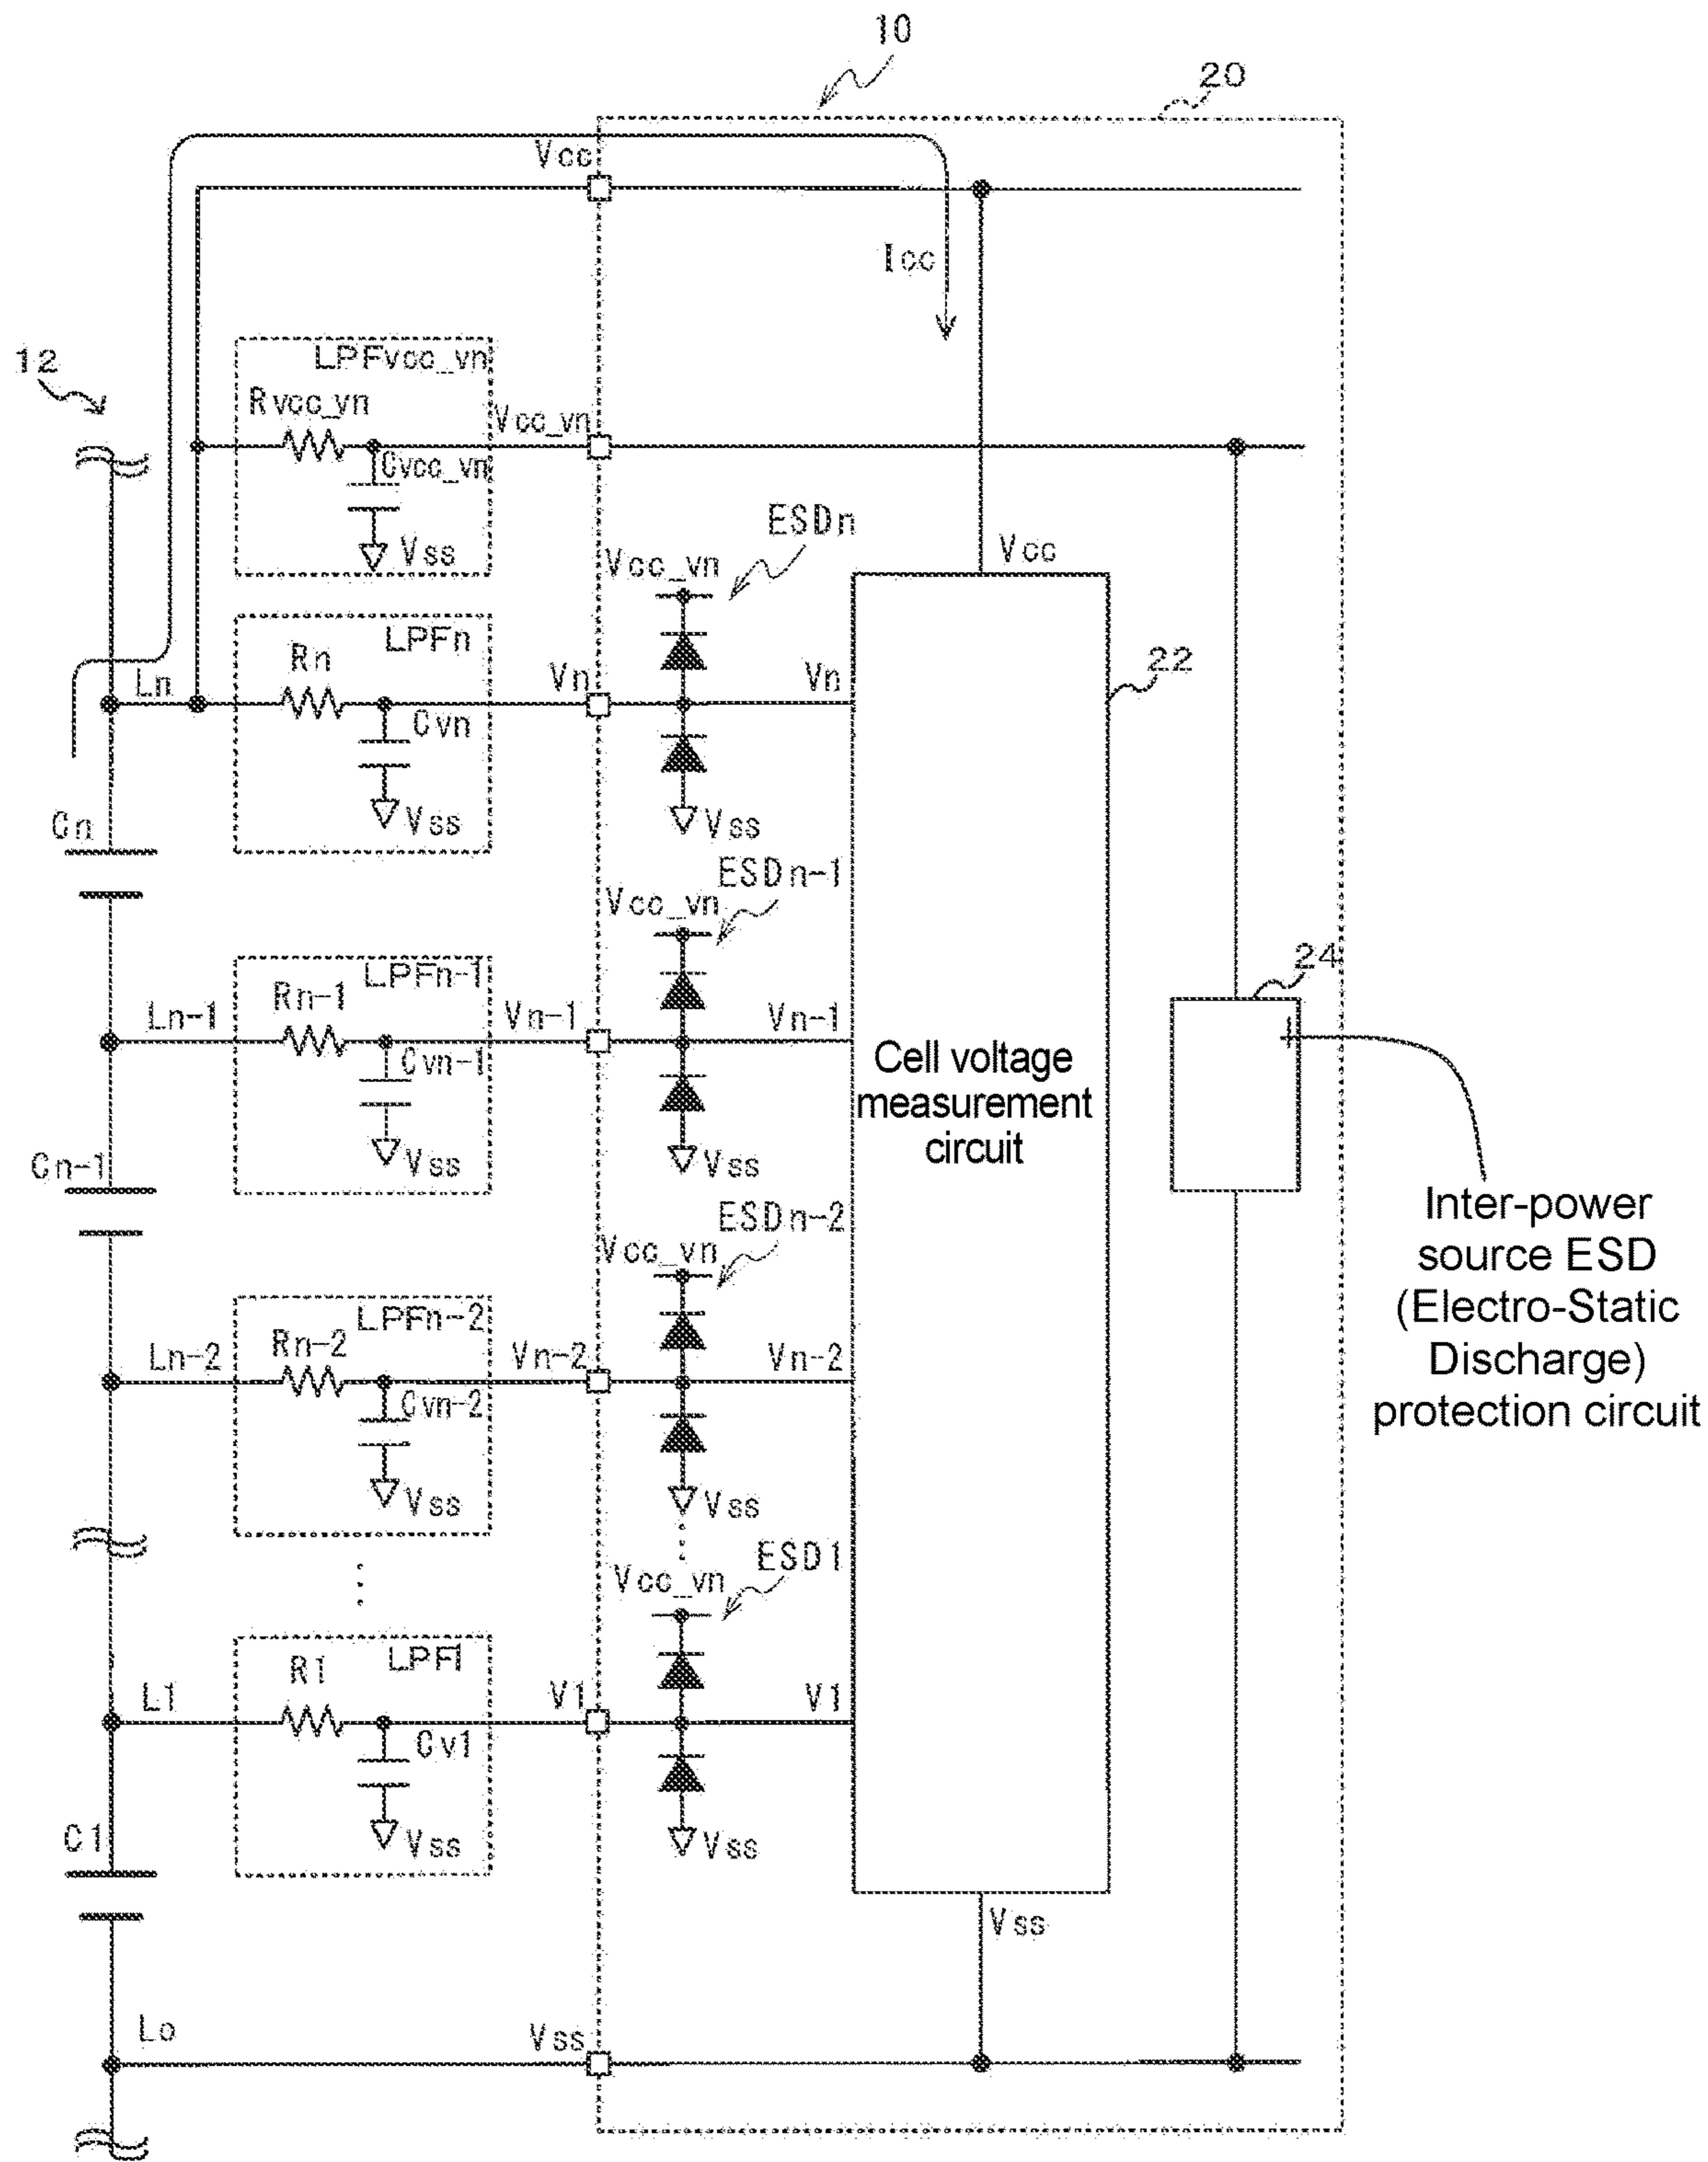 10
20
Vcc
Icc
12
LPFvcc_vn
Rvcc_vn
Vcc_vn
Cvcc_vn
Vss
ESDn
Vcc_vn
Vcc
LPFn
Rn
Ln
Vn
Vn
22
Cvn
Vss
Vss
Cn
ESDn-1
Vcc_vn
24
LPFn-1
Rn-1
Ln-1
Vn-1
Vn-1
Cvn-1
Cell voltage
measurement
circuit
Vss
Vss
Cn-1
Inter-power
source ESD
(Electro-Static
Discharge)
protection circuit
ESDn-2
Vcc_vn
LPFn-2
Rn-2
Ln-2
Vn-2
Vn-2
Cvn-2
Vss
Vss
ESD1
Vcc_vn
LPF1
R1
L1
V1
V1
Cv1
Vss
Vss
C1
Vss
Lo
Vss